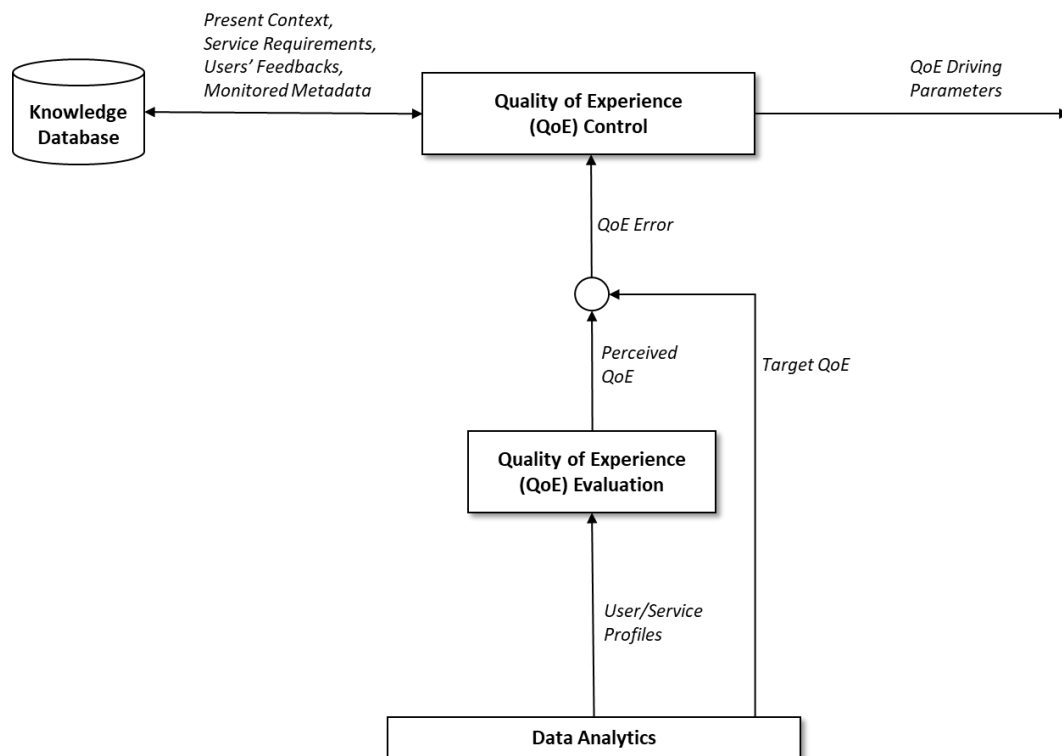 Present Context,
Service Requirements,
Users' Feedbacks,
Monitored Metadata
Knowledge
Database
Quality of Experience
(QoE) Control
QoE Driving
Parameters
QoE Error
Perceived
QoE
Target QoE
Quality of Experience
(QoE) Evaluation
User/Service
Profiles
Data Analytics